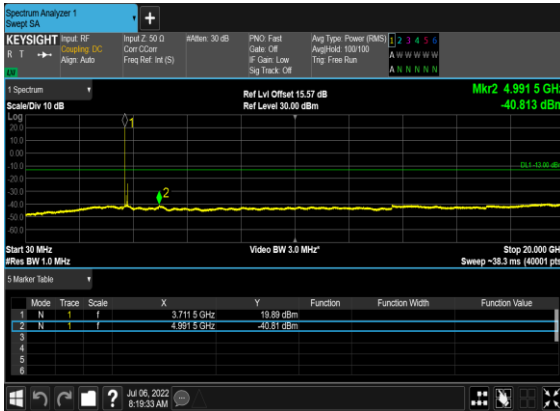 Spectrum Analyzer 1
Swept SA
+
KEYSIGHT
R T
Input: RF
Coupling: DC
Align: Auto
Input Z: 50 Ω
Corr CCorr
Freq Ref: Int (S)
#Atten: 30 dB
PNO: Fast
Gate: Off
IF Gain: Low
Sig Track: Off
Avg Type: Power (RMS)
Avg|Hold: 100/100
Trig: Free Run
1 2 3 4 5 6
A W W W W W
A N N N N N
1 Spectrum
Scale/Div 10 dB
Ref Lvl Offset 15.57 dB
Ref Level 30.00 dBm
Mkr2 4.991 5 GHz
-40.813 dBm
Log
20.0
10.0
0.00
-10.0
-20.0
-30.0
-40.0
-50.0
-60.0
1
2
DL1 -13.00 dBm
Start 30 MHz
#Res BW 1.0 MHz
Video BW 3.0 MHz*
Stop 20.000 GHz
Sweep ~38.3 ms (40001 pts)
5 Marker Table
Mode Trace Scale X Y Function Function Width Function Value
1 N 1 f 3.711 5 GHz 19.89 dBm
2 N 1 f 4.991 5 GHz -40.81 dBm
3
4
5
6
?
Jul 06, 2022
8:19:33 AM